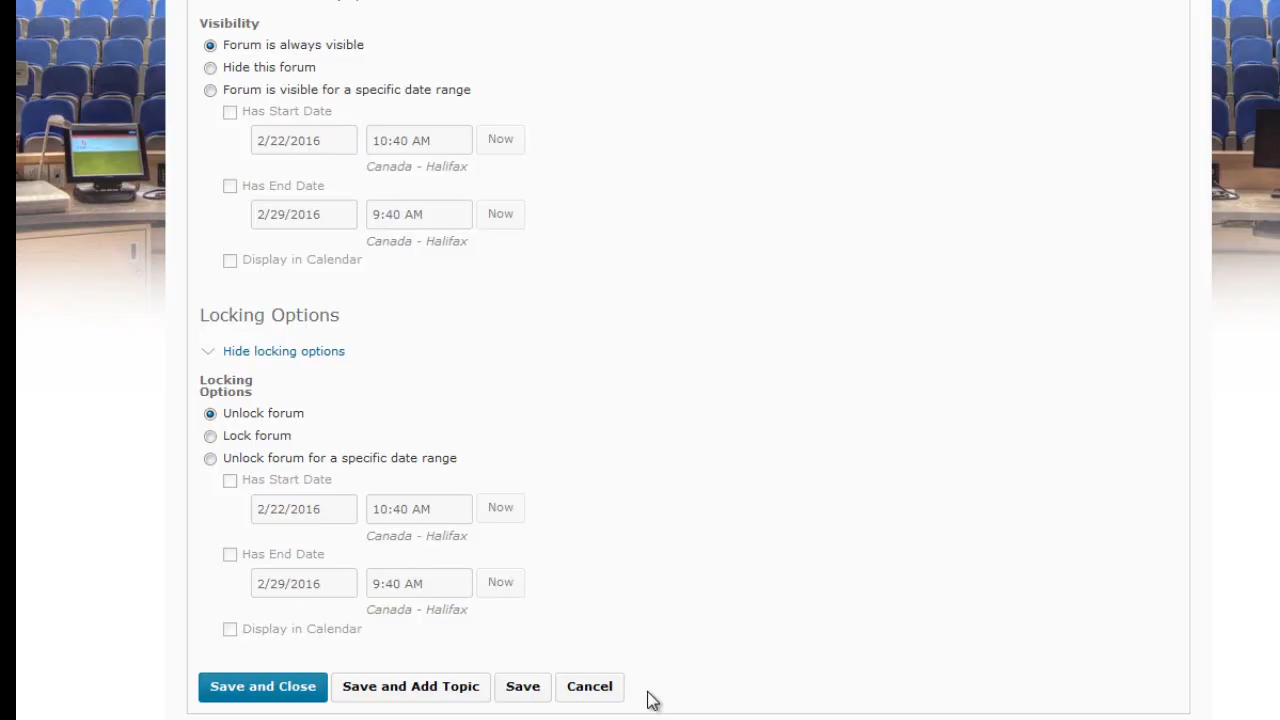 Visibility
Forum is always visible
Hide this forum
Forum is visible for a specific date range
Has Start Date
2/22/2016 10:40 AM Now
Canada - Halifax
Has End Date
2/29/2016 9:40 AM Now
Canada - Halifax
Display in Calendar
Locking Options
Hide locking options
Locking
Options
Unlock forum
Lock forum
Unlock forum for a specific date range
Has Start Date
2/22/2016 10:40 AM Now
Canada - Halifax
Has End Date
2/29/2016 9:40 AM Now
Canada - Halifax
Display in Calendar
Save and Close Save and Add Topic Save Cancel